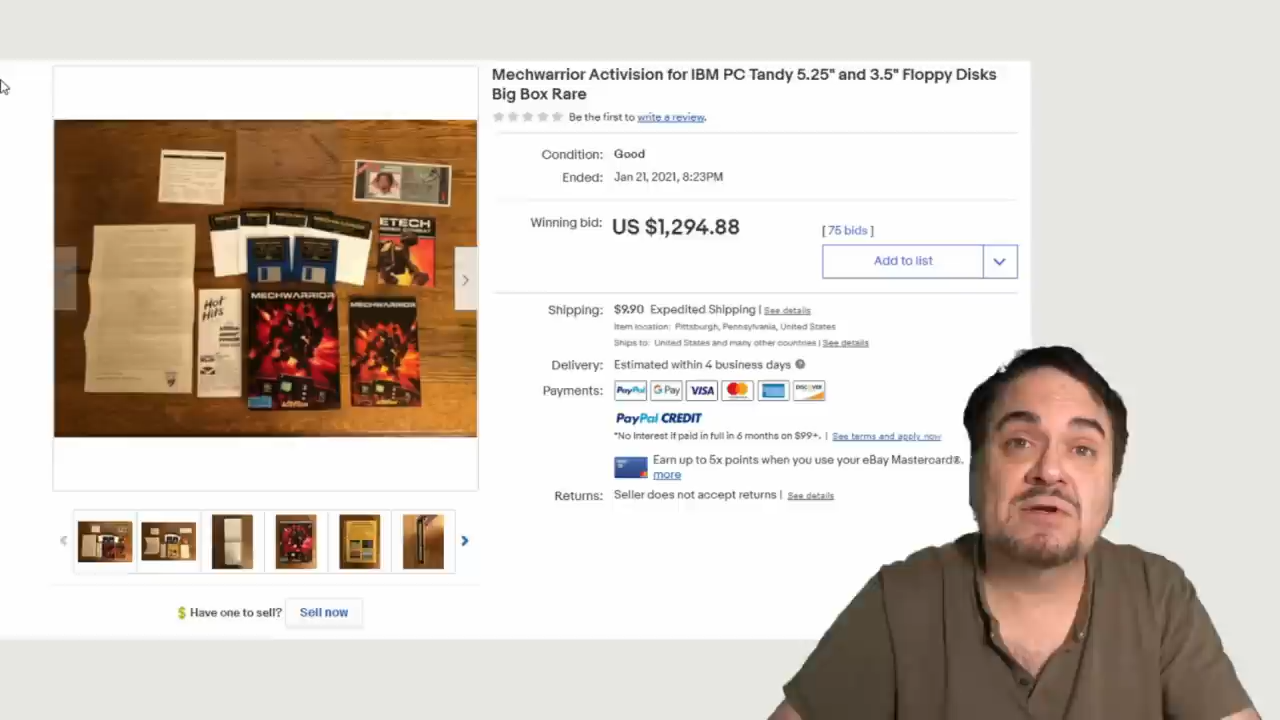 Mechwarrior Activision for IBM PC Tandy 5.25" and 3.5" Floppy Disks
Big Box Rare
Be the first to write a review.
Condition: Good
Ended: Jan 21, 2021, 8:23PM
Winning bid: US $1,294.88 [ 75 bids ]
Add to list
Shipping: $9.90 Expedited Shipping | See details
Item location: Pittsburgh, Pennsylvania, United States
Ships to: United States and many other countries | See details
Delivery: Estimated within 4 business days
Payments: PayPal G Pay VISA DISCOVER
PayPal CREDIT
*No Interest if paid in full in 6 months on $99+. | See terms and apply now
Earn up to 5x points when you use your eBay Mastercard®.
more
Returns: Seller does not accept returns | See details
ETECH
Hot
Hits
MECHWARRIOR
MECHWARRIOR
$ Have one to sell? Sell now